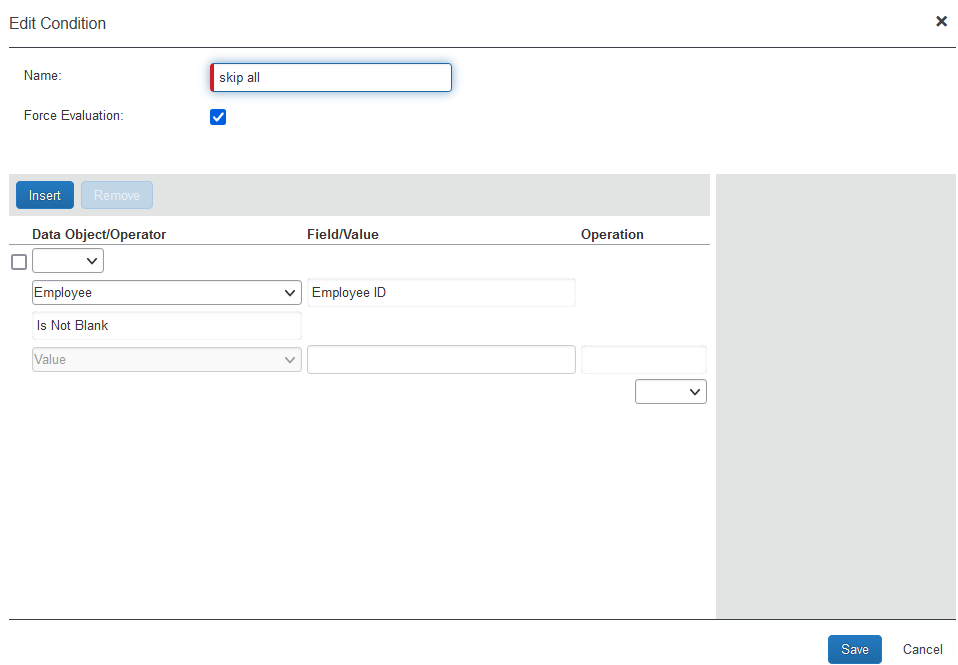 Edit Condition
Name:
skip all
Force Evaluation:
Insert Remove
Data Object/Operator Field/Value Operation
Employee Employee ID
Is Not Blank
Value
Save Cancel